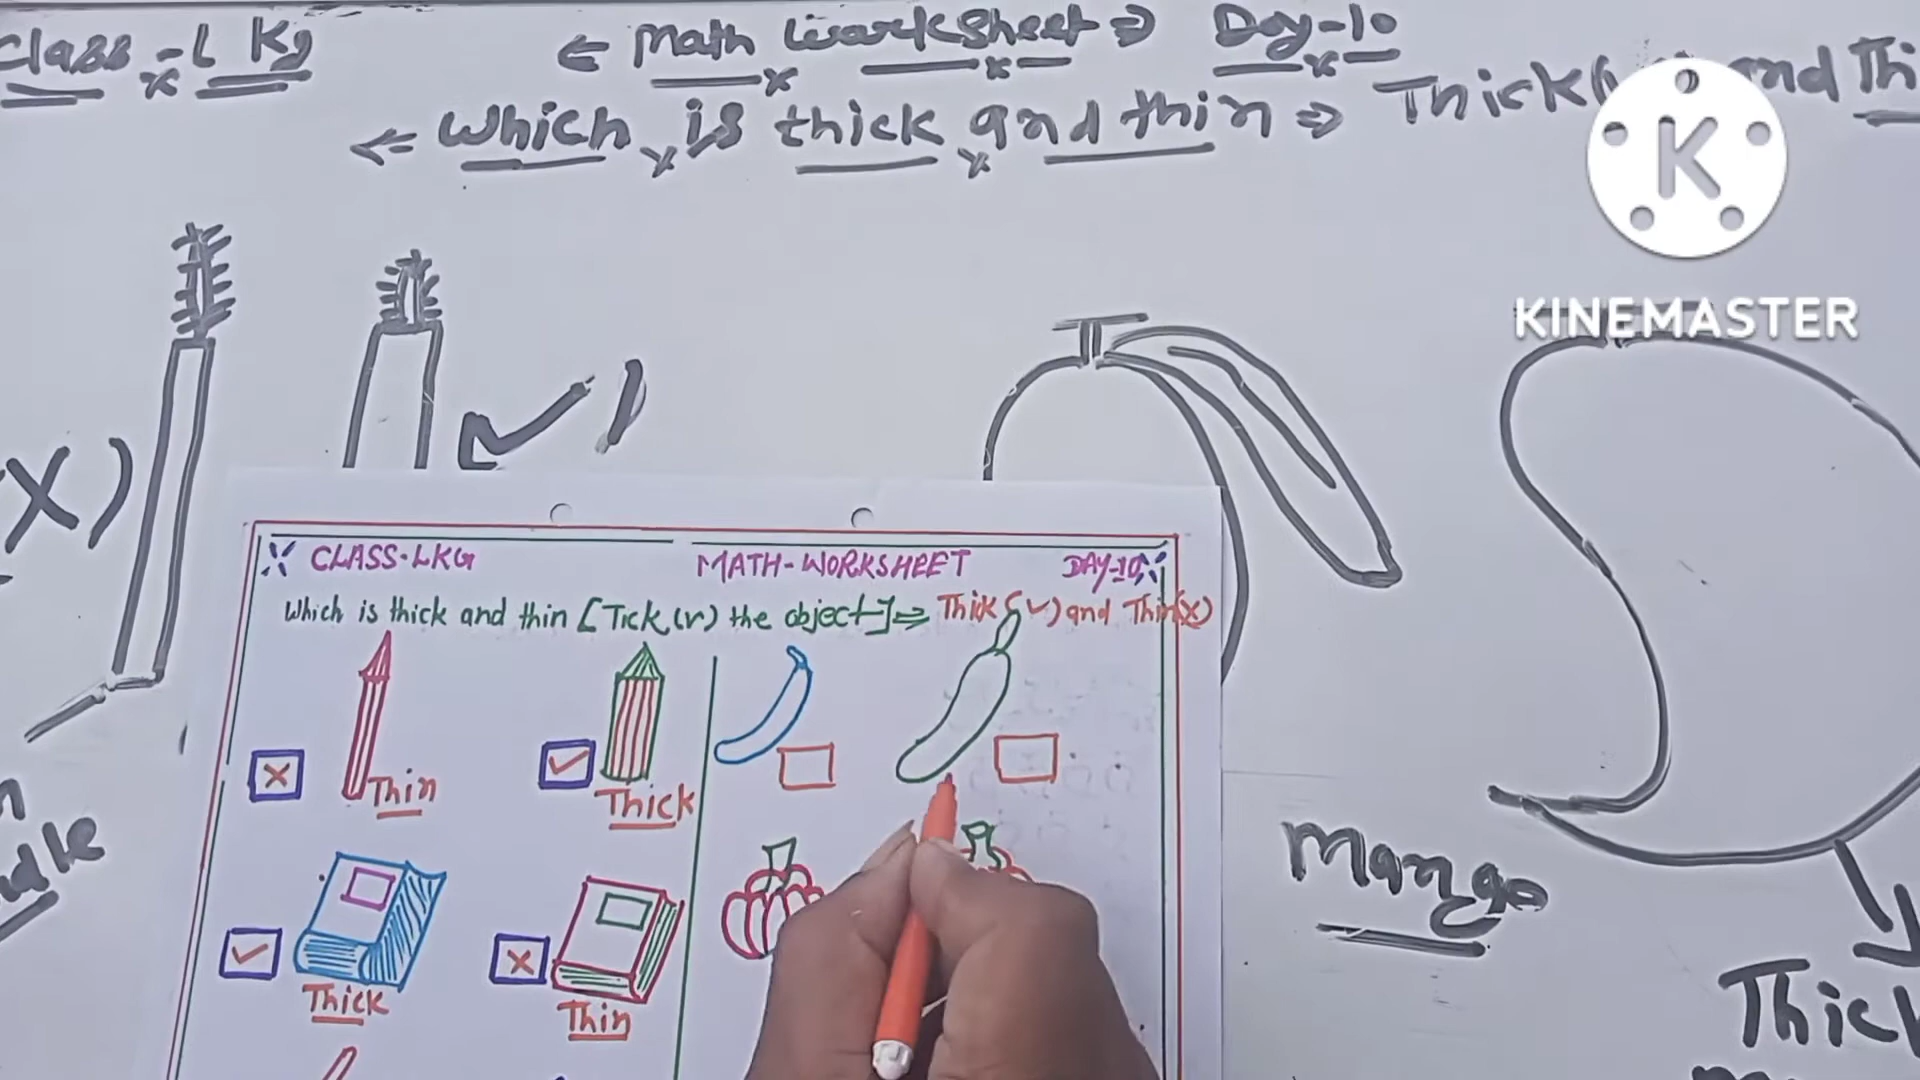 Class-LKg
← Math Worksheet ⇒ Day-10
← Which is thick and thin ⇒ Thick and Thi
K
KINEMASTER
(X)
CLASS-LKG MATH-WORKSHEET DAY-10
Which is thick and thin [Tick(✓) the object] ⇒ Thick(✓) and Thin(X)
Thin
Thick
Mango
Thick
Thin
Thick